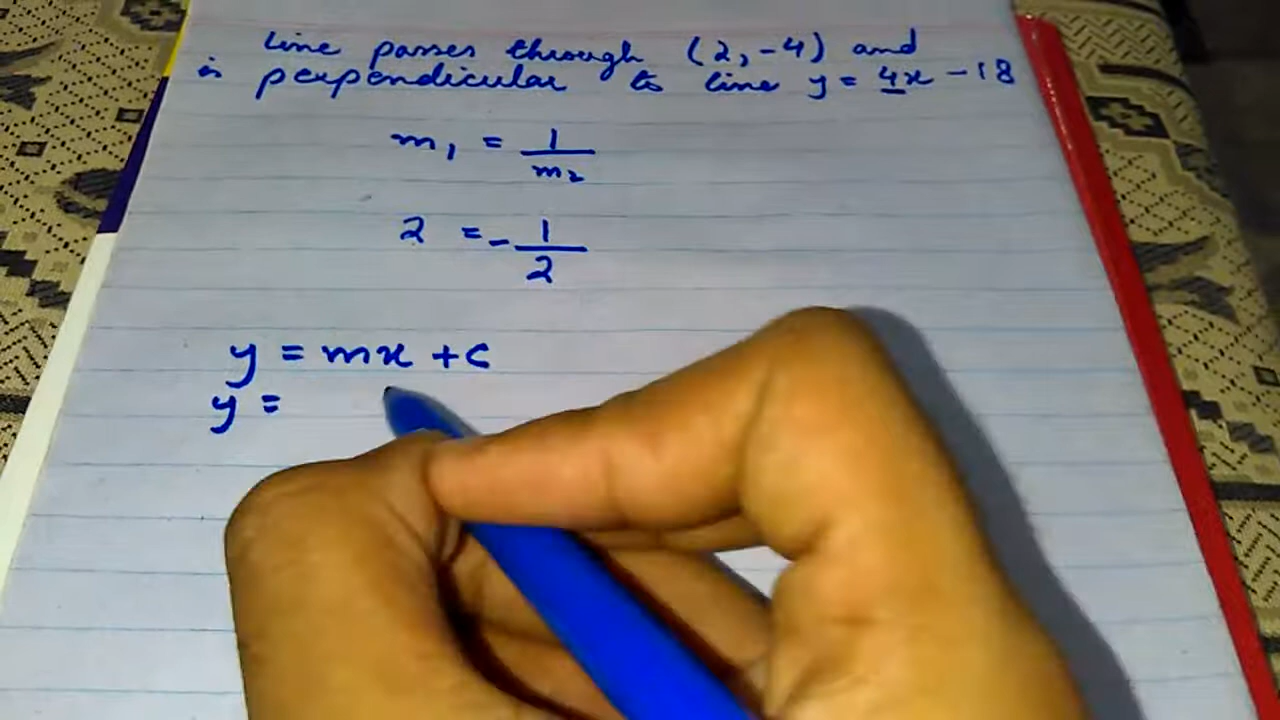 line passes through (2, -4) and
is perpendicular to line y = 4x - 18
m₁ = 1/m₂
2 = - 1/2
y = mx + c
y =